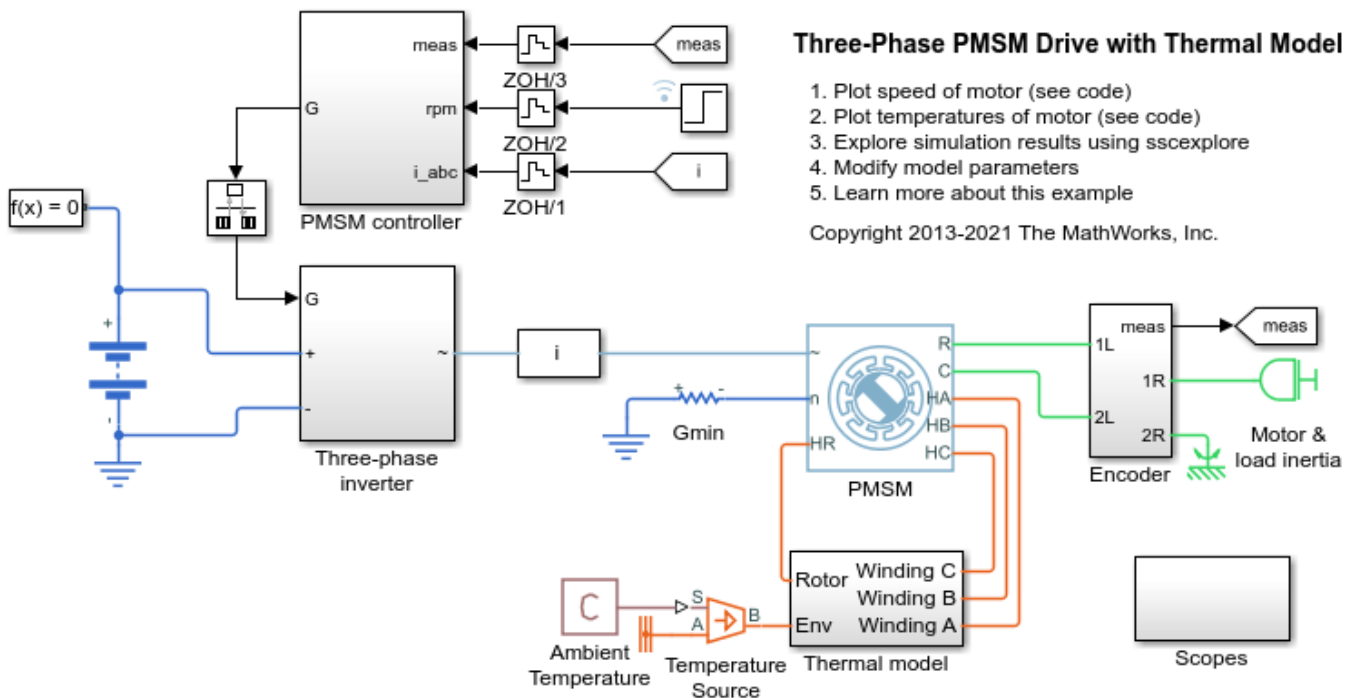 Three-Phase PMSM Drive with Thermal Model
1. Plot speed of motor (see code)
2. Plot temperatures of motor (see code)
3. Explore simulation results using sscexplore
4. Modify model parameters
5. Learn more about this example
Copyright 2013-2021 The MathWorks, Inc.
meas
meas
ZOH/3
G
rpm
ZOH/2
i_abc
i
ZOH/1
PMSM controller
f(x) = 0
G
+
+
~
-
-
Three-phase
inverter
i
+ -
Gmin
~
R
n
C
HA
HB
HR
HC
PMSM
meas
meas
1L
1R
2L
2R
Encoder
Motor &
load inertia
Rotor
Winding C
Winding B
Env
Winding A
Thermal model
C
S
A
B
Ambient
Temperature
Temperature
Source
Scopes